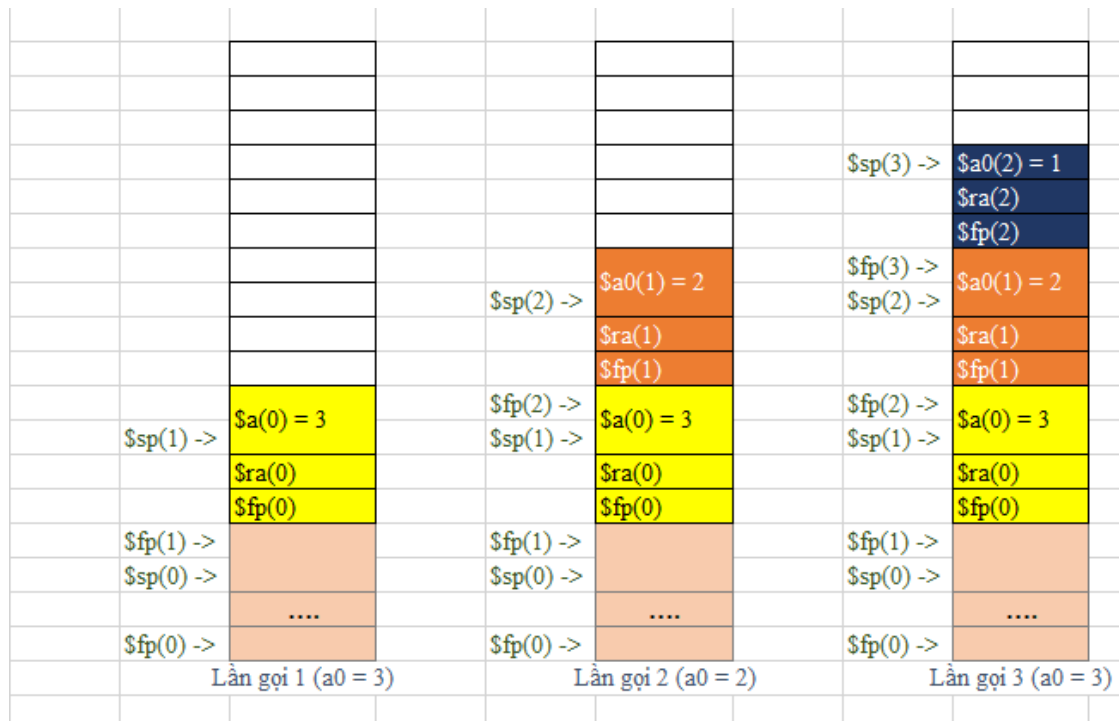 $sp(3) -> $a0(2) = 1
$ra(2)
$fp(2)
$fp(3) ->
$sp(2) -> $a0(1) = 2 $sp(2) -> $a0(1) = 2
$ra(1) $ra(1)
$fp(1) $fp(1)
$fp(2) -> $fp(2) ->
$sp(1) -> $a(0) = 3 $sp(1) -> $a(0) = 3 $sp(1) -> $a(0) = 3
$ra(0) $ra(0) $ra(0)
$fp(0) $fp(0) $fp(0)
$fp(1) -> $fp(1) -> $fp(1) ->
$sp(0) -> $sp(0) -> $sp(0) ->
.... .... ....
$fp(0) -> $fp(0) -> $fp(0) ->
Lần gọi 1 (a0 = 3) Lần gọi 2 (a0 = 2) Lần gọi 3 (a0 = 3)